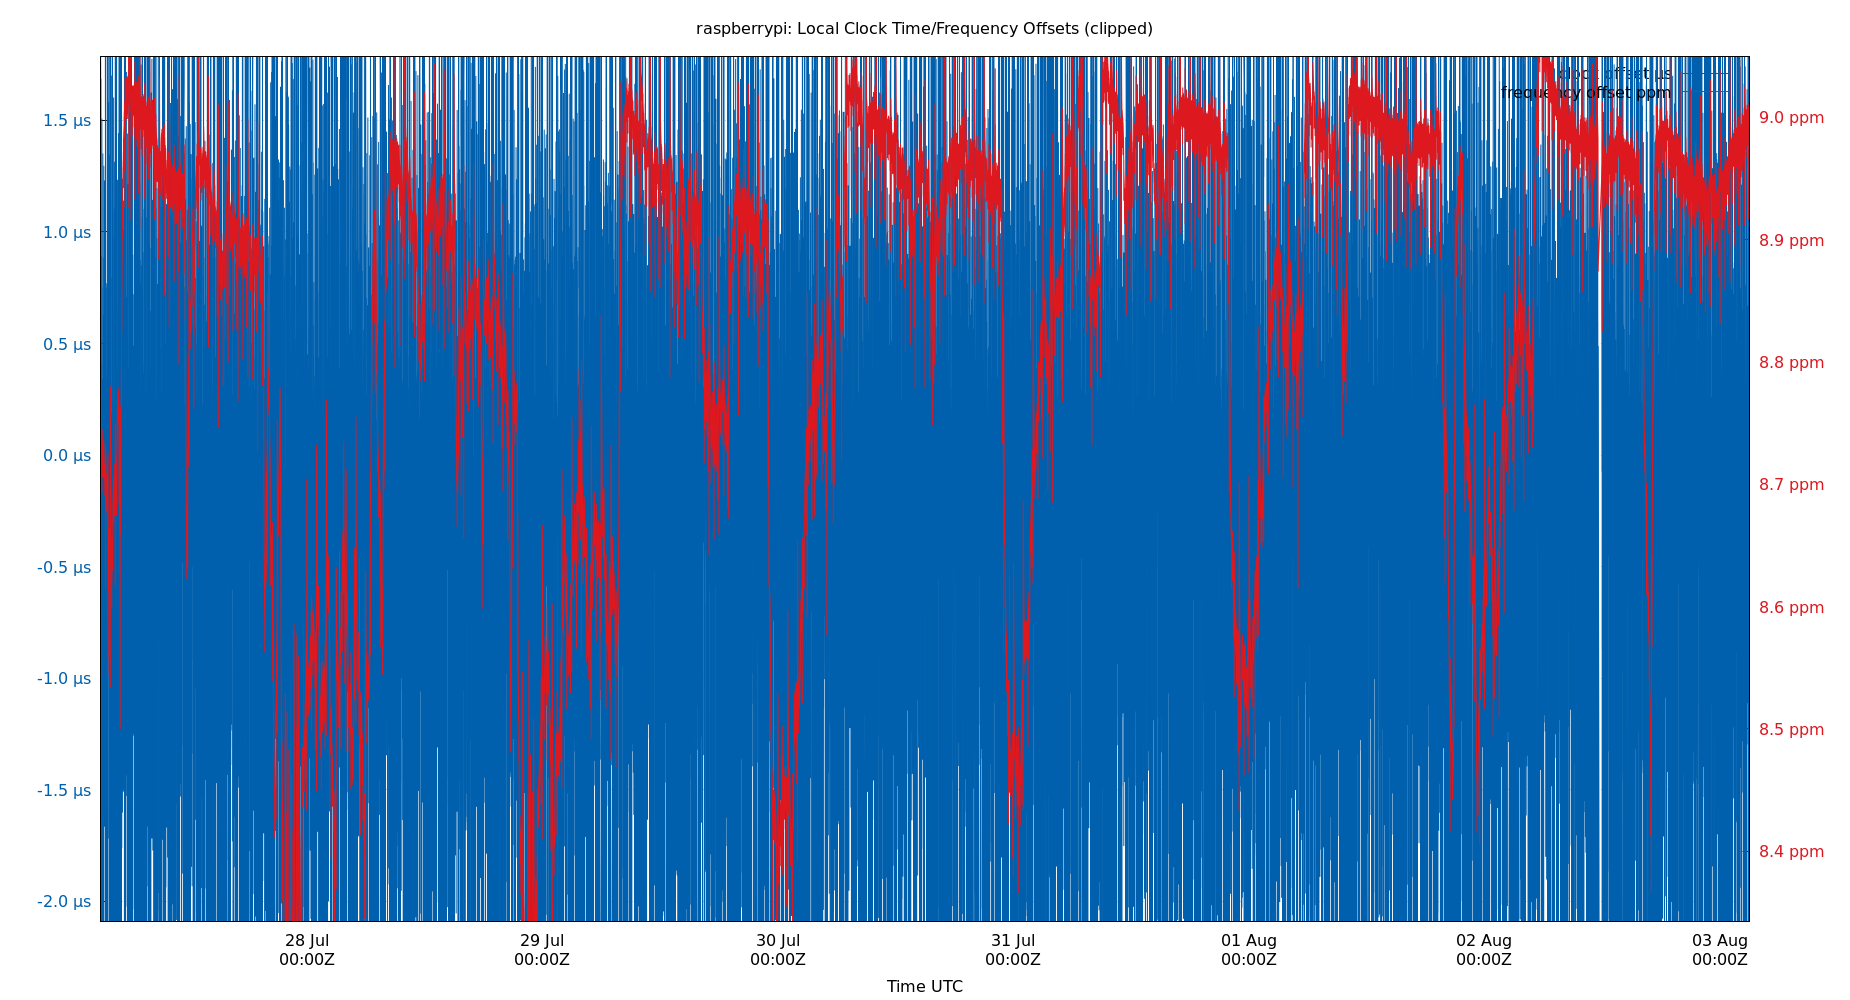 raspberrypi: Local Clock Time/Frequency Offsets (clipped)
clock offset µs
frequency offset ppm
1.5 µs
1.0 µs
0.5 µs
0.0 µs
-0.5 µs
-1.0 µs
-1.5 µs
-2.0 µs
9.0 ppm
8.9 ppm
8.8 ppm
8.7 ppm
8.6 ppm
8.5 ppm
8.4 ppm
28 Jul
00:00Z
29 Jul
00:00Z
30 Jul
00:00Z
31 Jul
00:00Z
01 Aug
00:00Z
02 Aug
00:00Z
03 Aug
00:00Z
Time UTC